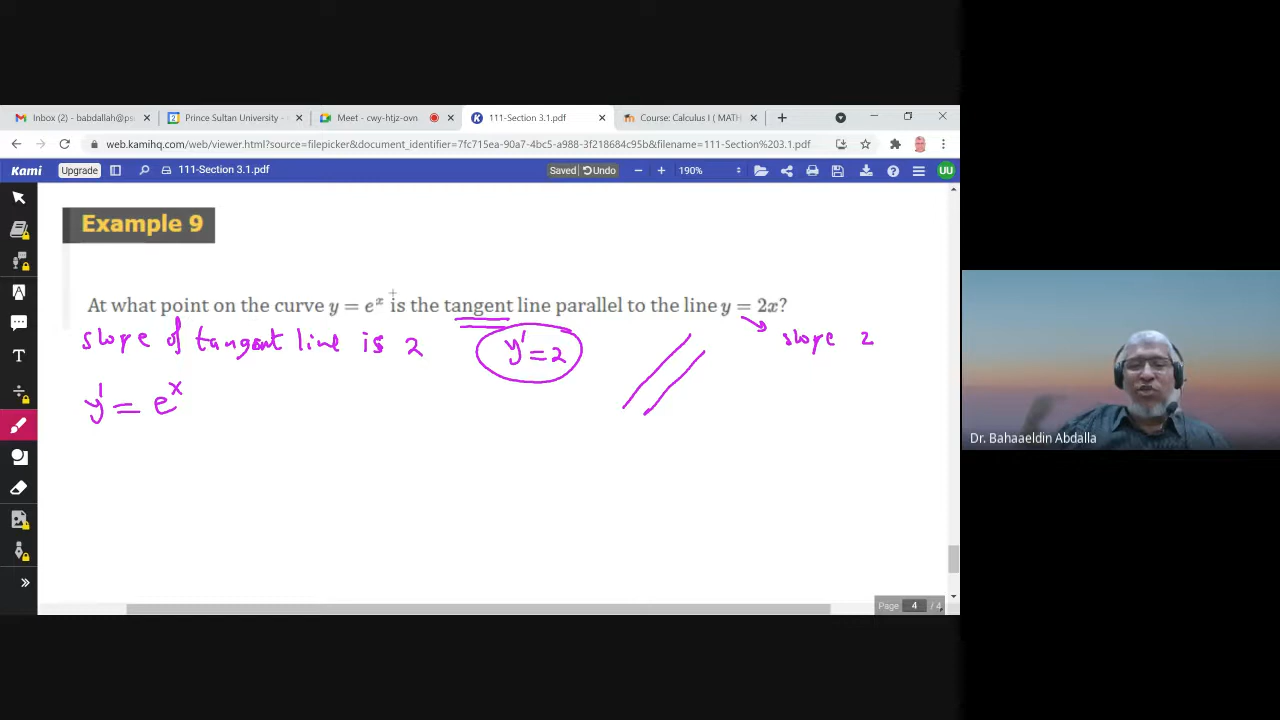 Inbox (2) - babdallah@ps
Prince Sultan University -
Meet - cwy-htjz-ovn
111-Section 3.1.pdf
Course: Calculus I ( MATH
web.kamihq.com/web/viewer.html?source=filepicker&document_identifier=7fc715ea-90a7-4bc5-a988-3f218684c95b&filename=111-Section%203.1.pdf
Kami Upgrade 111-Section 3.1.pdf Saved Undo 190% UU
Example 9
At what point on the curve y = eˣ is the tangent line parallel to the line y = 2x?
slope of tangent line is 2 y' = 2 slope 2
y' = eˣ
Dr. Bahaaeldin Abdalla
Page 4 / 4